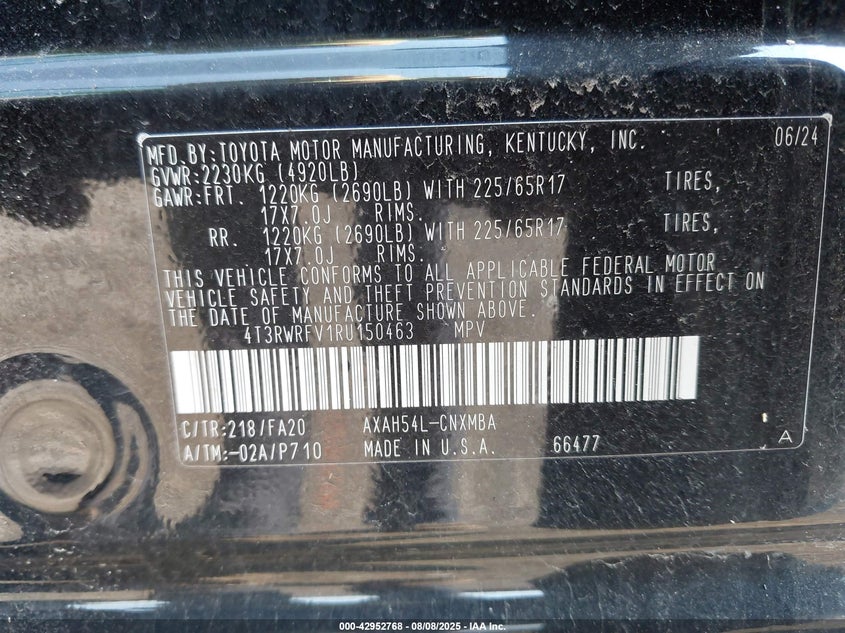 MFD.BY:TOYOTA MOTOR MANUFACTURING, KENTUCKY, INC. 06/24
GVWR:2230KG (4920LB)
GAWR:FRT. 1220KG (2690LB) WITH 225/65R17 TIRES,
17X7.0J RIMS.
RR. 1220KG (2690LB) WITH 225/65R17 TIRES,
17X7.0J RIMS.
THIS VEHICLE CONFORMS TO ALL APPLICABLE FEDERAL MOTOR
VEHICLE SAFETY AND THEFT PREVENTION STANDARDS IN EFFECT ON
THE DATE OF MANUFACTURE SHOWN ABOVE.
4T3RWRFV1RU150463 MPV
C/TR:218/FA20 AXAH54L-CNXMBA
A/TM:-02A/P710 MADE IN U.S.A. 66477 A
000-42952768 - 08/08/2025 - IAA Inc.